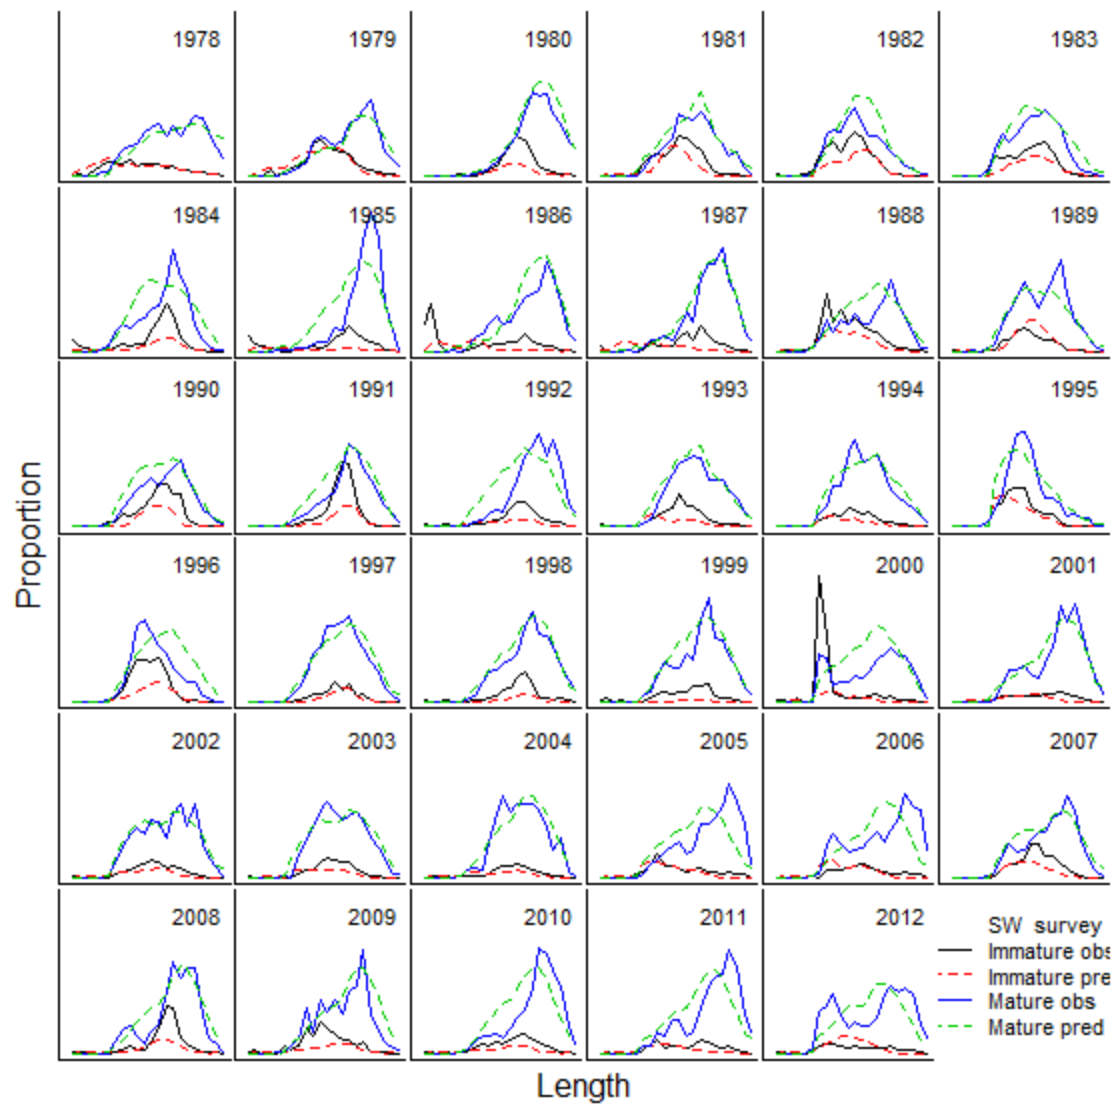 1978 1979 1980 1981 1982 1983
1984 1985 1986 1987 1988 1989
1990 1991 1992 1993 1994 1995
Proportion
1996 1997 1998 1999 2000 2001
2002 2003 2004 2005 2006 2007
2008 2009 2010 2011 2012
SW survey
Immature obs
Immature pre
Mature obs
Mature pred
Length